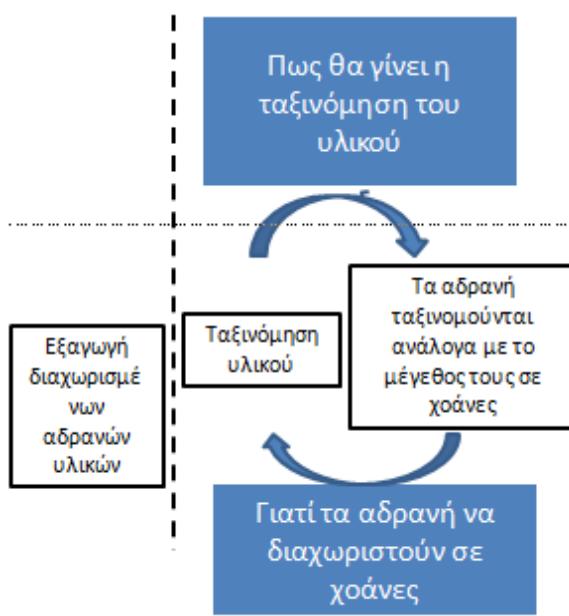 Πως θα γίνει η
ταξινόμηση του
υλικού
Εξαγωγή
διαχωρισμέ
νων
αδρανών
υλικών
Ταξινόμηση
υλικού
Τα αδρανή
ταξινομούνται
ανάλογα με το
μέγεθος τους σε
χοάνες
Γιατί τα αδρανή να
διαχωριστούν σε
χοάνες